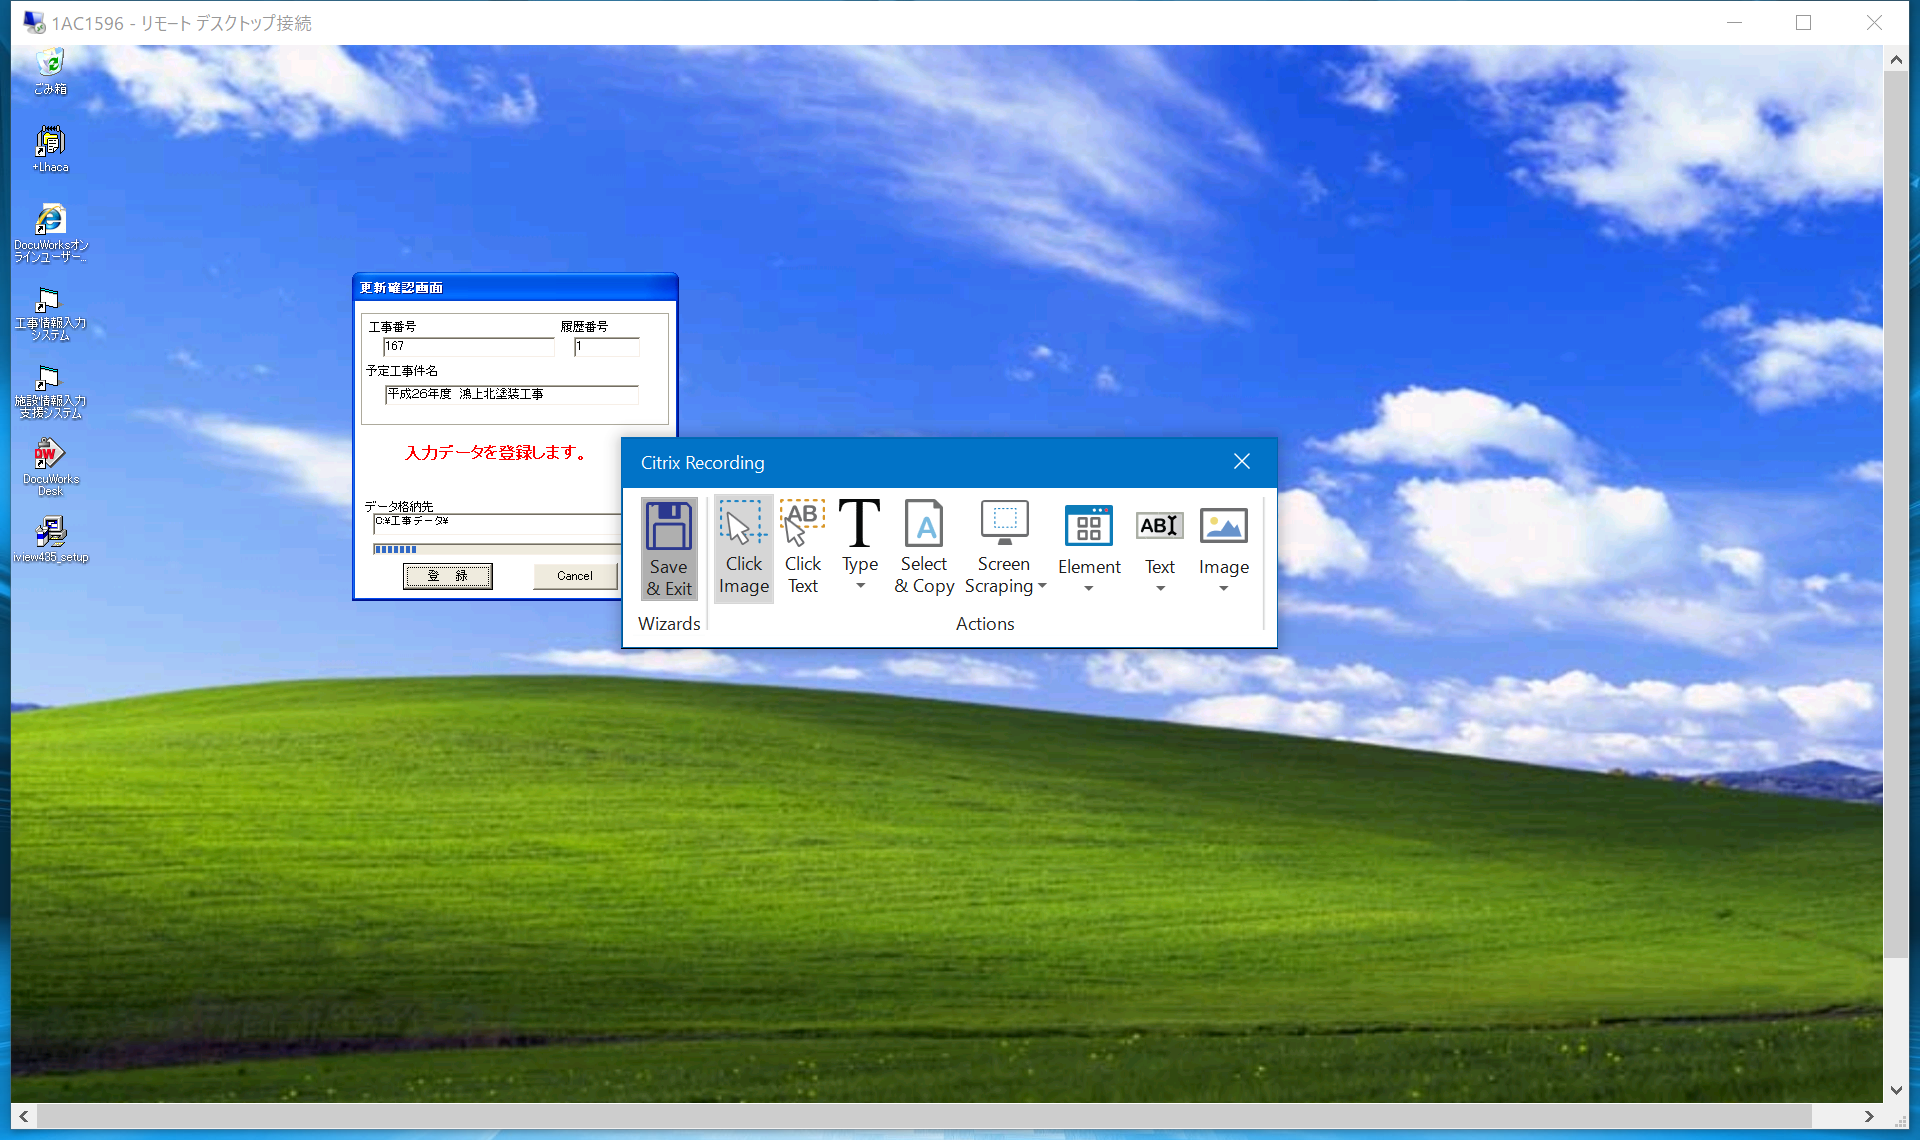 1AC1596 - リモート デスクトップ接続
ごみ箱
+Lhaca
DocuWorksオン
ラインユーザー...
工事情報入力
システム
施設情報入力
支援システム
DocuWorks
Desk
iview435_setup
更新確認画面
工事番号 履歴番号
167 1
予定工事件名
平成26年度 鴻上北塗装工事
入力データを登録します。
データ格納先
C:¥工事データ¥
登 録 Cancel
Citrix Recording
Save
& Exit
Click
Image
Click
Text
Type
Select
& Copy
Screen
Scraping
Element
Text
Image
Wizards
Actions